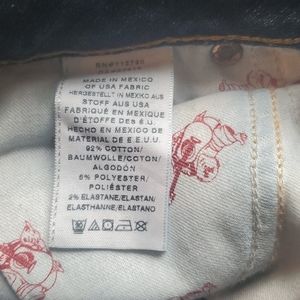 MADE IN MEXICO
OF USA FABRIC
HERGESTELLT IN MEXIKO AUS
STOFF AUS USA
FABRIQUÉ EN MEXIQUE
D'ÉTOFFE DES É.U.
HECHO EN MEXICO DE
MATERIAL DE E.E.U.U.
92% COTTON/
BAUMWOLLE/COTON/
ALGODÓN
6% POLYESTER/
POLIÉSTER
2% ELASTANE/ELASTAN/
ELASTHANNE/ELASTANO